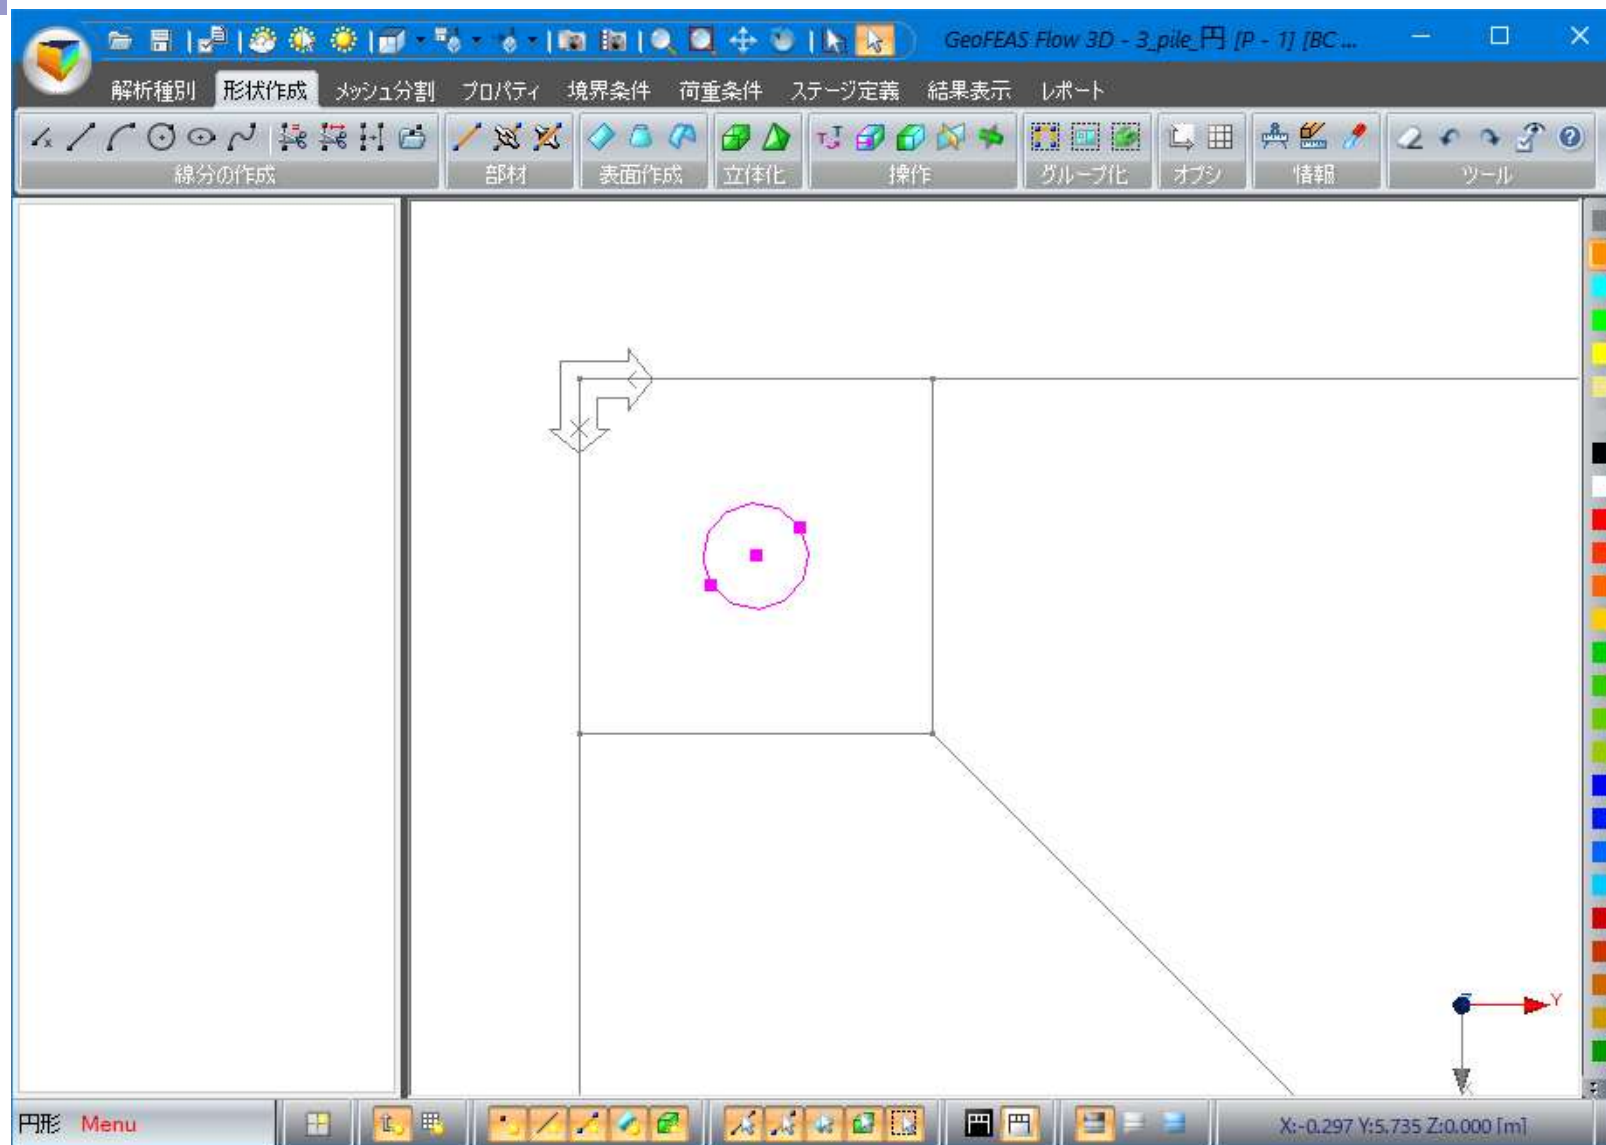 GeoFEAS Flow 3D - 3_pile_円 [P - 1] [BC ...
解析種別 形状作成 メッシュ分割 プロパティ 境界条件 荷重条件 ステージ定義 結果表示 レポート
線分の作成 部材 表面作成 立体化 操作 グループ化 オプシ 情報 ツール
Y
円形 Menu X:-0.297 Y:5.735 Z:0.000 [m]